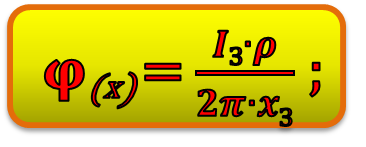 φ₍ₓ₎ = I₃·ρ / 2π·x₃ ;